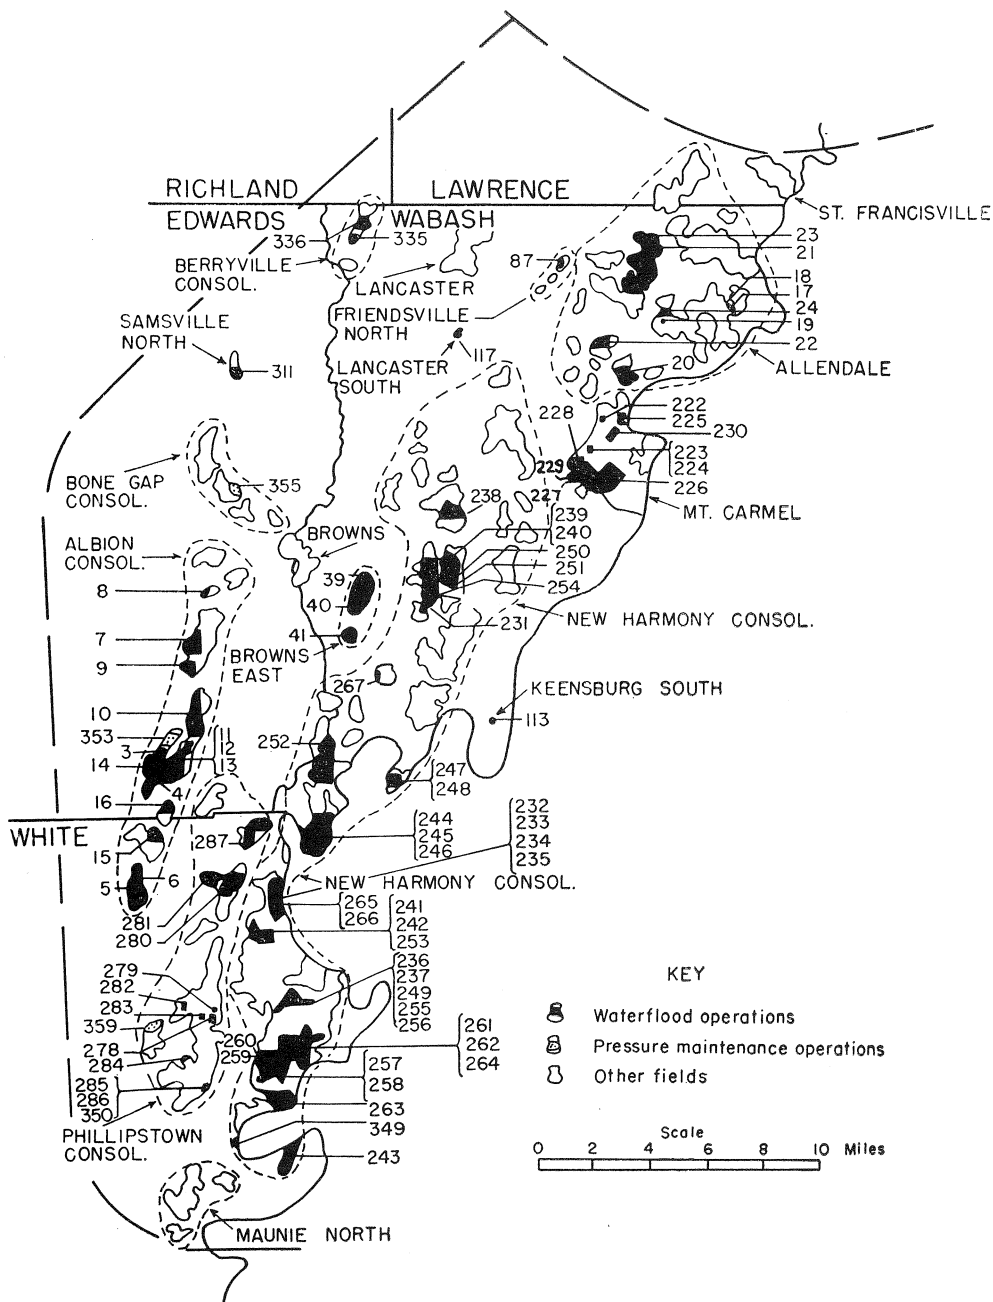 RICHLAND
LAWRENCE
EDWARDS
WABASH
ST. FRANCISVILLE
336
335
23
21
BERRYVILLE
CONSOL.
87
LANCASTER
18
17
24
19
SAMSVILLE
NORTH
FRIENDSVILLE
NORTH
22
LANCASTER
SOUTH
117
20
ALLENDALE
311
228
222
225
230
223
224
229
226
227
BONE GAP
CONSOL.
355
238
MT. CARMEL
239
240
BROWNS
ALBION
CONSOL.
250
251
254
39
8
40
231
NEW HARMONY CONSOL.
41
7
BROWNS
EAST
9
267
KEENSBURG SOUTH
10
113
353
11
12
13
3
252
14
4
247
248
16
232
233
234
235
WHITE
287
244
245
246
15
6
5
NEW HARMONY CONSOL.
265
266
241
242
253
281
280
236
237
249
255
256
279
282
283
359
278
284
KEY
Waterflood operations
Pressure maintenance operations
Other fields
260
259
261
262
264
257
258
285
286
350
263
349
PHILLIPSTOWN
CONSOL.
243
Scale
0 2 4 6 8 10 Miles
MAUNIE NORTH